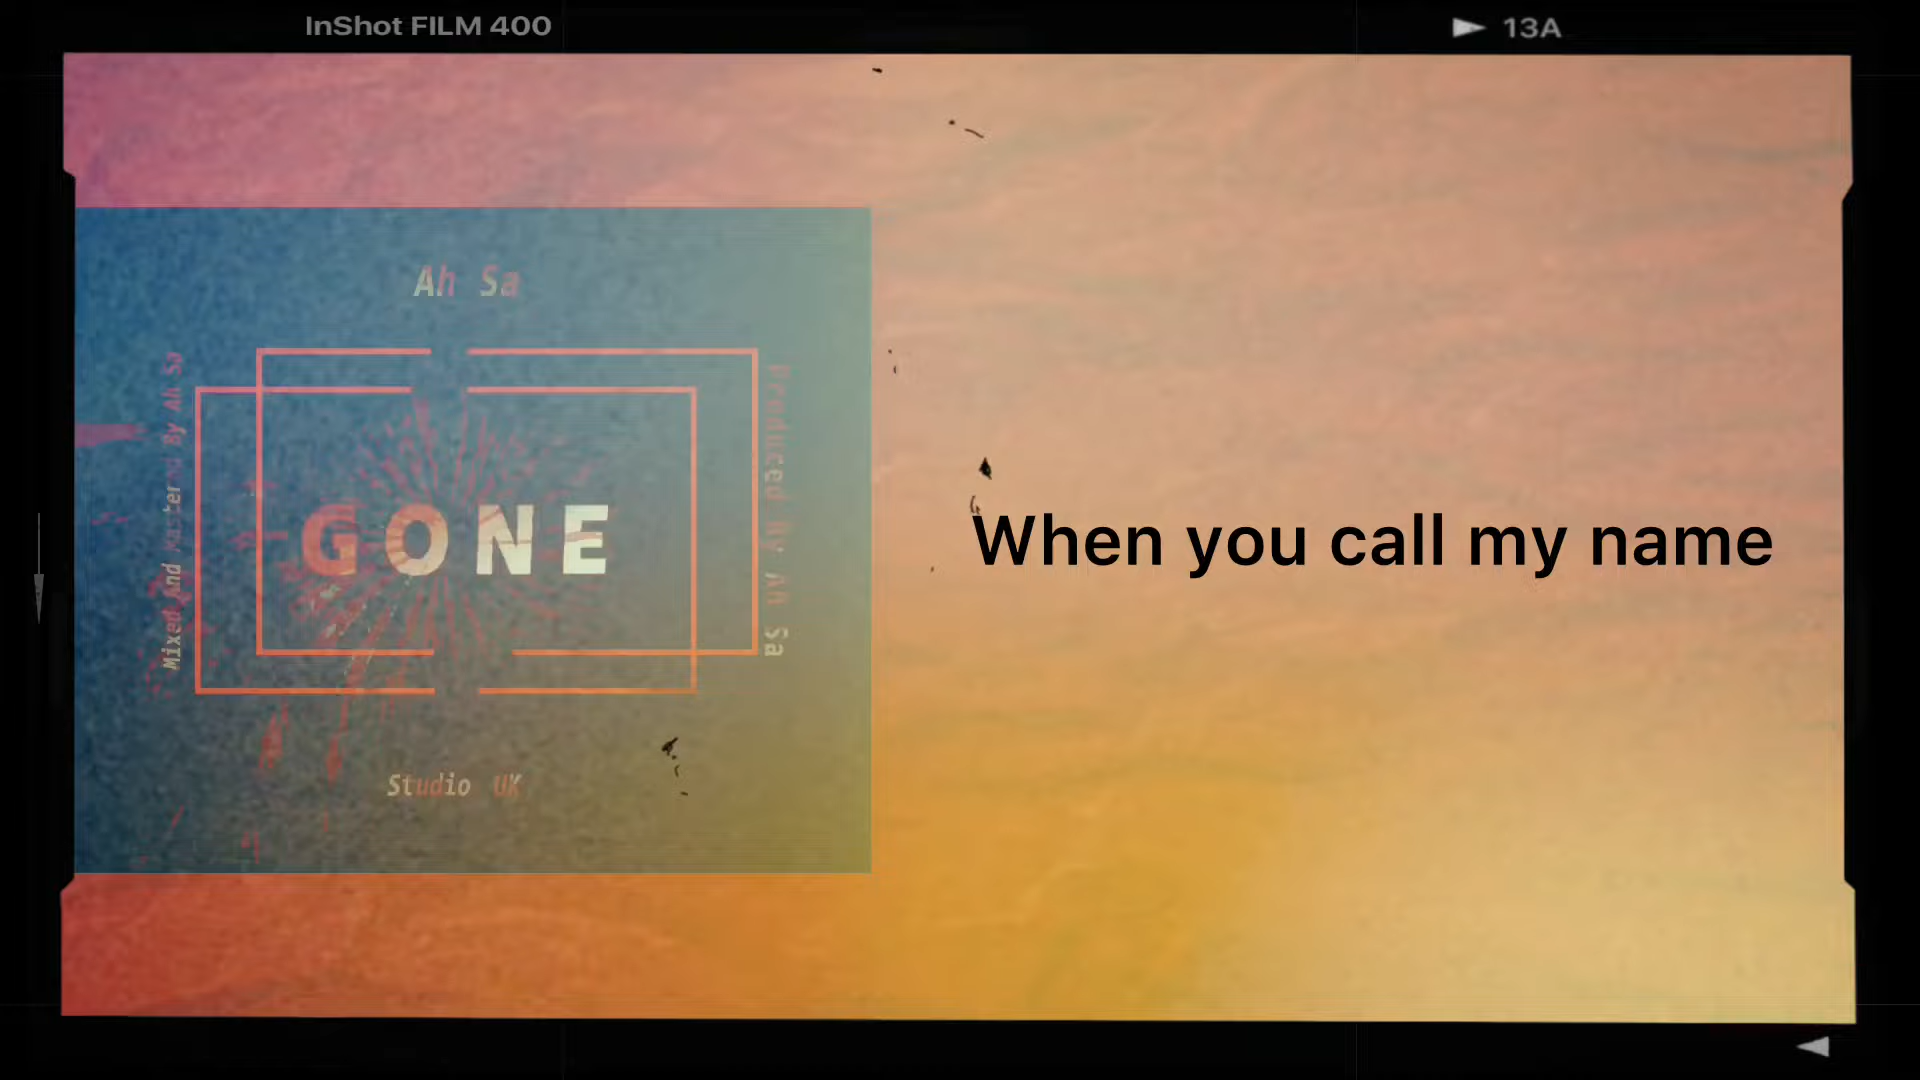 InShot FILM 400
13A
Ah Sa
Mixed And Masterd By Ah Sa
Produced By Ah Sa
GONE
Studio UK
When you call my name